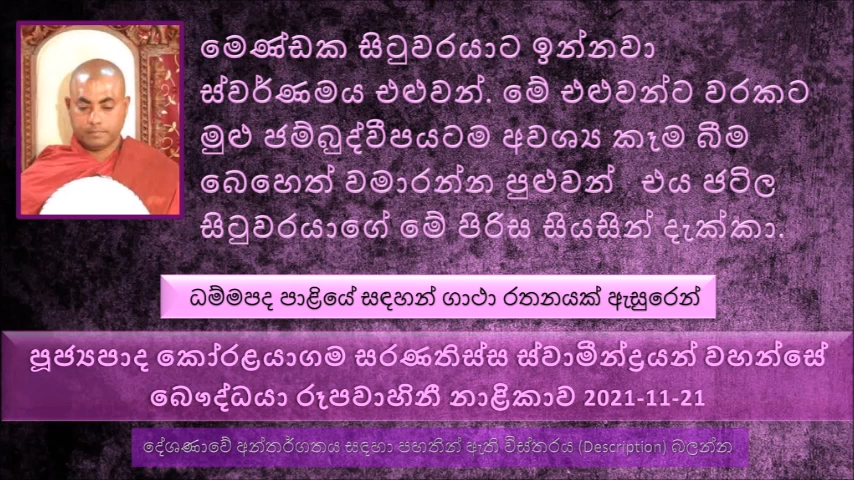 මෙණ්ඩක සිටුවරයාට ඉන්නවා
ස්වර්ණමය එළුවන්. මේ එළුවන්ට වරකට
මුළු ජම්බුද්වීපයටම අවශ්‍ය කෑම බීම
බෙහෙත් වමාරන්න පුළුවන් . එය ජටිල
සිටුවරයාගේ මේ පිරිස සියසින් දැක්කා.
ධම්මපද පාළියේ සඳහන් ගාථා රතනයක් ඇසුරෙන්
පූජ්‍යපාද කෝරළයාගම සරණතිස්ස ස්වාමීන්ද්‍රයන් වහන්සේ
බෞද්ධයා රූපවාහිනී නාළිකාව 2021-11-21
දේශණාවේ අන්තර්ගතය සඳහා පහතින් ඇති විස්තරය (Description) බලන්න